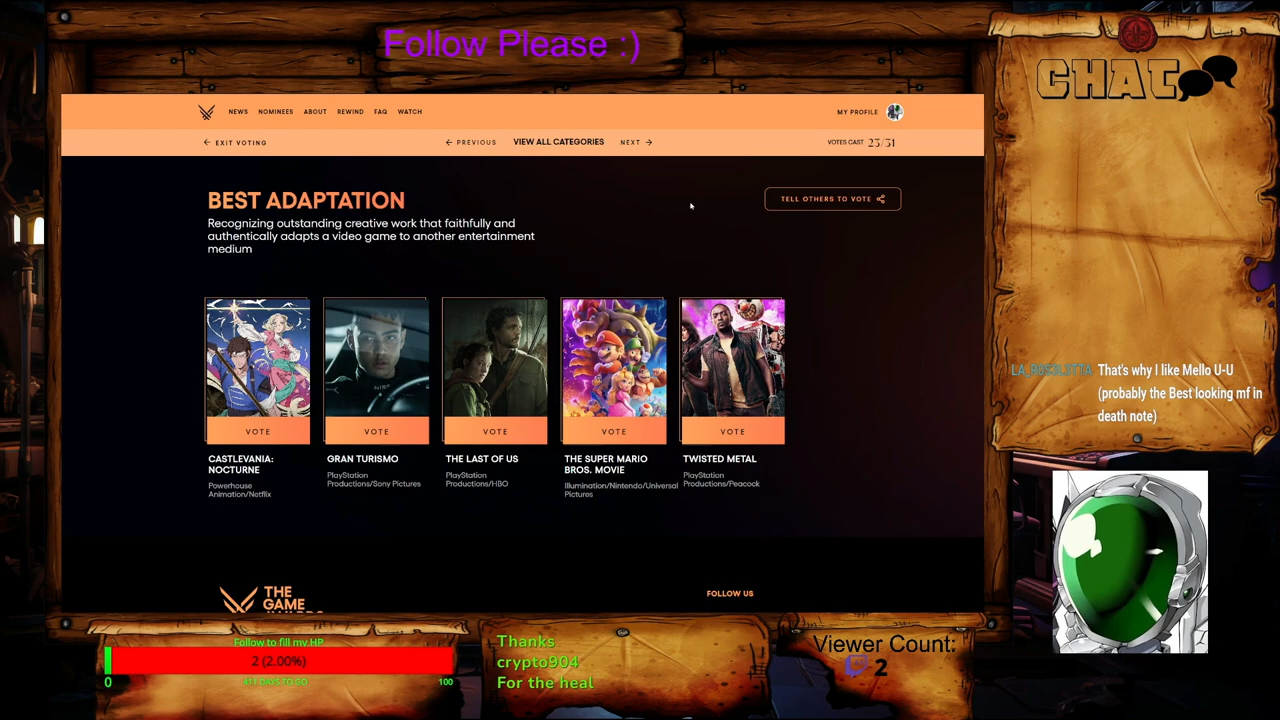 Follow Please :)
CHAT
NEWS NOMINEES ABOUT REWIND FAQ WATCH
MY PROFILE
EXIT VOTING
PREVIOUS
VIEW ALL CATEGORIES
NEXT
VOTES CAST 23/31
BEST ADAPTATION
TELL OTHERS TO VOTE
Recognizing outstanding creative work that faithfully and
authentically adapts a video game to another entertainment
medium
VOTE VOTE VOTE VOTE VOTE
CASTLEVANIA:
NOCTURNE
Powerhouse
Animation/Netflix
GRAN TURISMO
PlayStation
Productions/Sony Pictures
THE LAST OF US
PlayStation
Productions/HBO
THE SUPER MARIO
BROS. MOVIE
Illumination/Nintendo/Universal
Pictures
TWISTED METAL
PlayStation
Productions/Peacock
THE
GAME
AWARDS
FOLLOW US
That's why I like Mello U-U
(probably the Best looking mf in
death note)
Follow to fill my HP
2 (2.00%)
0
DAYS TO GO
100
Thanks
crypto904
For the heal
Viewer Count:
2